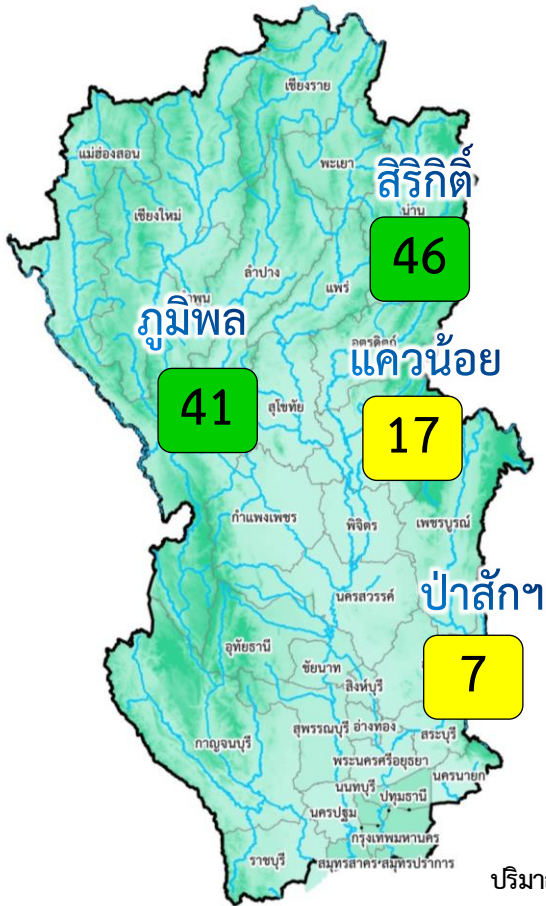 เชียงราย
แม่ฮ่องสอน
พะเยา
สิริกิติ์
น่าน
เชียงใหม่
46
ลำปาง
แพร่
ภูมิพล
อุตรดิตถ์
แควน้อย
41
สุโขทัย
17
กำแพงเพชร
พิจิตร
เพชรบูรณ์
นครสวรรค์
ป่าสักฯ
อุทัยธานี
ชัยนาท
7
สิงห์บุรี
สุพรรณบุรี อ่างทอง
สระบุรี
กาญจนบุรี
พระนครศรีอยุธยา
นครนายก
นนทบุรี
ปทุมธานี
นครปฐม
กรุงเทพมหานคร
ราชบุรี
สมุทรสาคร สมุทรปราการ